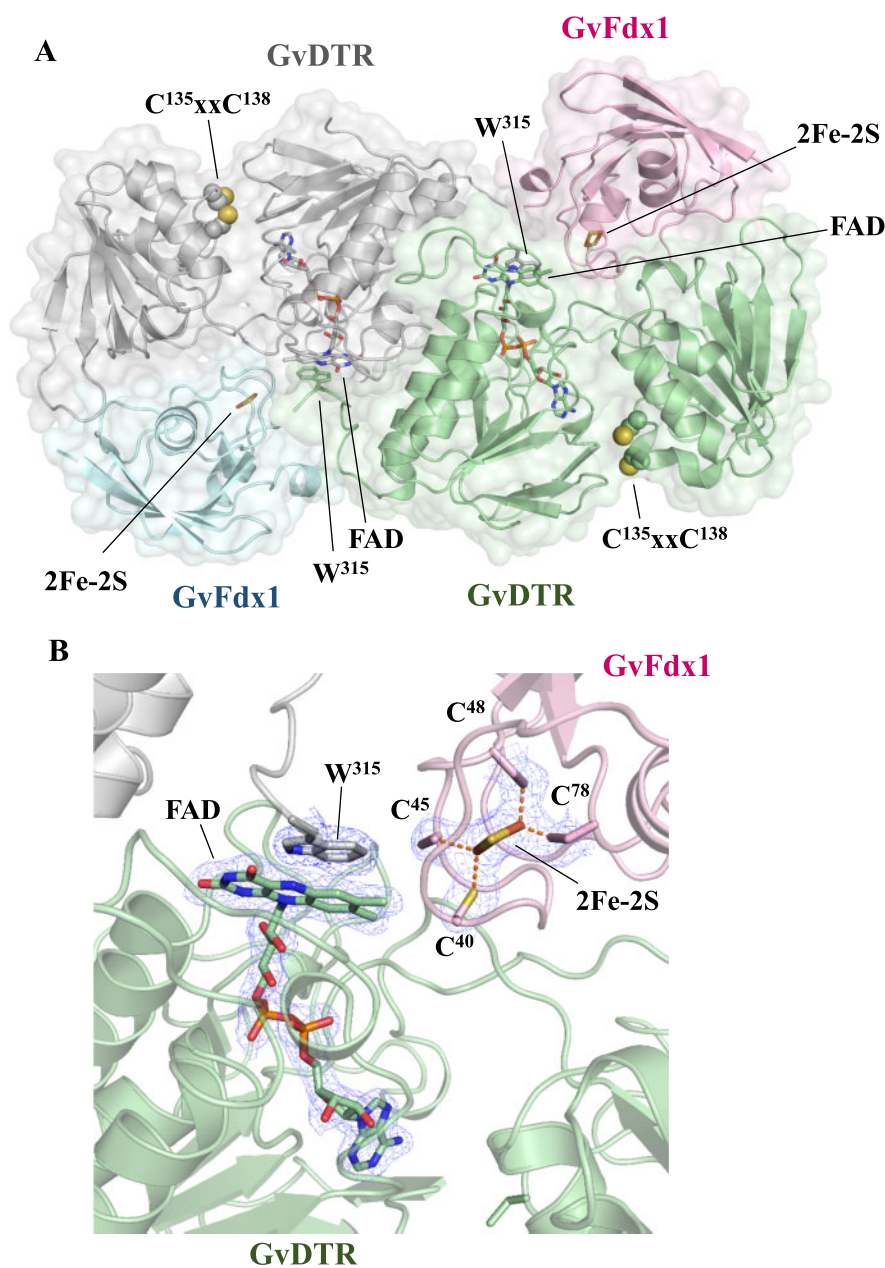 A
GvDTR
GvFdx1
C¹³⁵xxC¹³⁸
W³¹⁵
2Fe-2S
FAD
2Fe-2S
GvFdx1
W³¹⁵
FAD
GvDTR
C¹³⁵xxC¹³⁸
B
GvFdx1
C⁴⁸
W³¹⁵
FAD
C⁴⁵
C⁷⁸
2Fe-2S
C⁴⁰
GvDTR